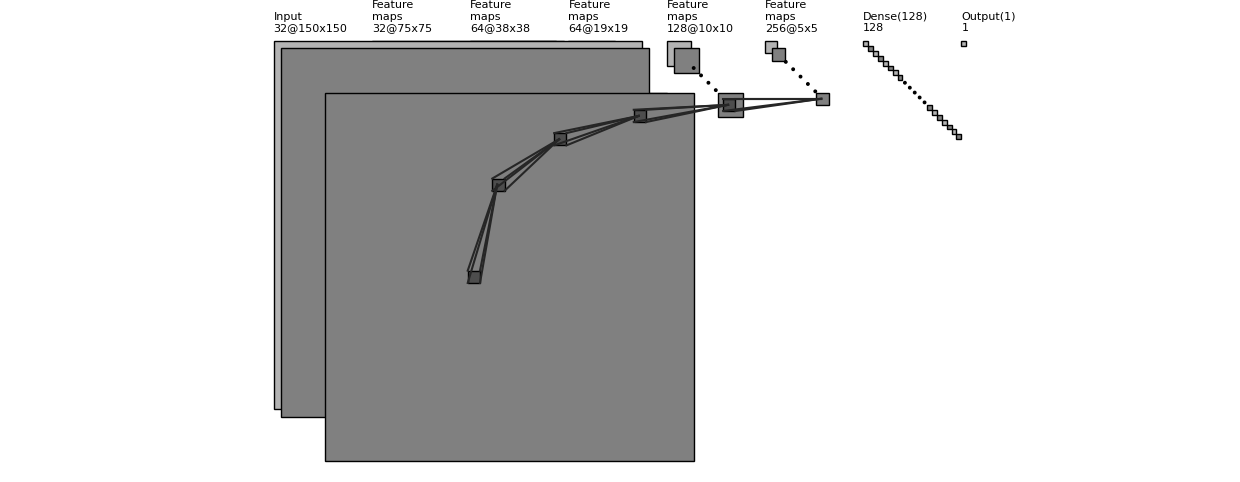 Input
32@150x150
Feature
maps
32@75x75
Feature
maps
64@38x38
Feature
maps
64@19x19
Feature
maps
128@10x10
Feature
maps
256@5x5
Dense(128)
128
Output(1)
1